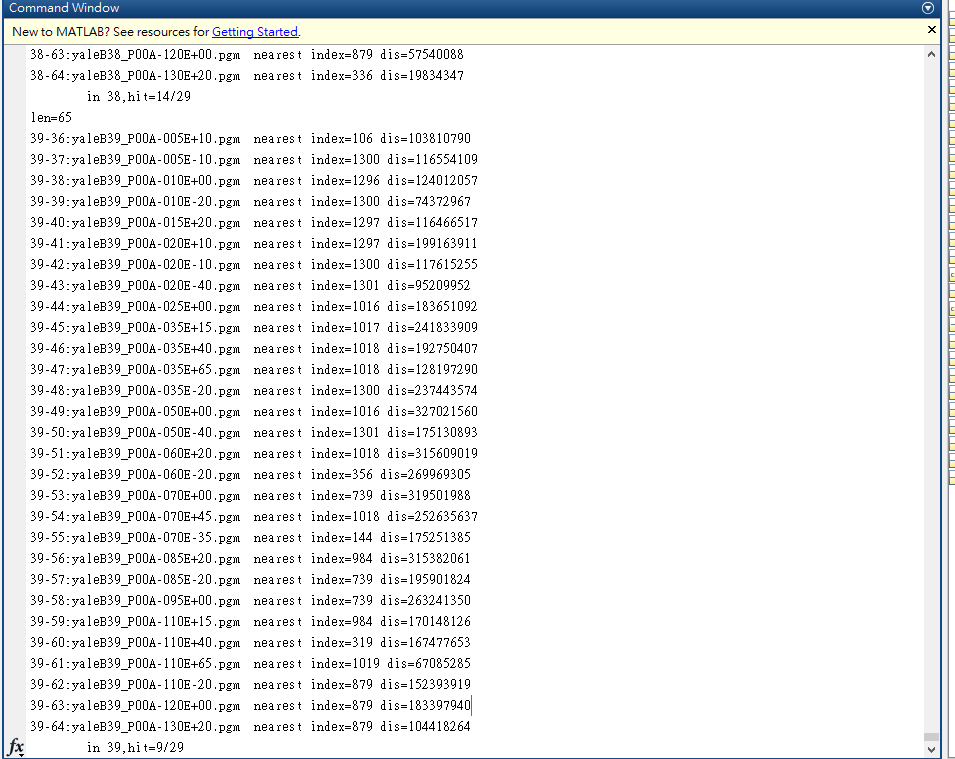 Command Window
New to MATLAB? See resources for Getting Started.
38-63:yaleB38_P00A-120E+00.pgm nearest index=879 dis=57540088
38-64:yaleB38_P00A-130E+20.pgm nearest index=336 dis=19834347
in 38,hit=14/29
len=65
39-36:yaleB39_P00A-005E+10.pgm nearest index=106 dis=103810790
39-37:yaleB39_P00A-005E-10.pgm nearest index=1300 dis=116554109
39-38:yaleB39_P00A-010E+00.pgm nearest index=1296 dis=124012057
39-39:yaleB39_P00A-010E-20.pgm nearest index=1300 dis=74372967
39-40:yaleB39_P00A-015E+20.pgm nearest index=1297 dis=116466517
39-41:yaleB39_P00A-020E+10.pgm nearest index=1297 dis=199163911
39-42:yaleB39_P00A-020E-10.pgm nearest index=1300 dis=117615255
39-43:yaleB39_P00A-020E-40.pgm nearest index=1301 dis=95209952
39-44:yaleB39_P00A-025E+00.pgm nearest index=1016 dis=183651092
39-45:yaleB39_P00A-035E+15.pgm nearest index=1017 dis=241833909
39-46:yaleB39_P00A-035E+40.pgm nearest index=1018 dis=192750407
39-47:yaleB39_P00A-035E+65.pgm nearest index=1018 dis=128197290
39-48:yaleB39_P00A-035E-20.pgm nearest index=1300 dis=237443574
39-49:yaleB39_P00A-050E+00.pgm nearest index=1016 dis=327021560
39-50:yaleB39_P00A-050E-40.pgm nearest index=1301 dis=175130893
39-51:yaleB39_P00A-060E+20.pgm nearest index=1018 dis=315609019
39-52:yaleB39_P00A-060E-20.pgm nearest index=356 dis=269969305
39-53:yaleB39_P00A-070E+00.pgm nearest index=739 dis=319501988
39-54:yaleB39_P00A-070E+45.pgm nearest index=1018 dis=252635637
39-55:yaleB39_P00A-070E-35.pgm nearest index=144 dis=175251385
39-56:yaleB39_P00A-085E+20.pgm nearest index=984 dis=315382061
39-57:yaleB39_P00A-085E-20.pgm nearest index=739 dis=195901824
39-58:yaleB39_P00A-095E+00.pgm nearest index=739 dis=263241350
39-59:yaleB39_P00A-110E+15.pgm nearest index=984 dis=170148126
39-60:yaleB39_P00A-110E+40.pgm nearest index=319 dis=167477653
39-61:yaleB39_P00A-110E+65.pgm nearest index=1019 dis=67085285
39-62:yaleB39_P00A-110E-20.pgm nearest index=879 dis=152393919
39-63:yaleB39_P00A-120E+00.pgm nearest index=879 dis=183397940
39-64:yaleB39_P00A-130E+20.pgm nearest index=879 dis=104418264
fx in 39,hit=9/29